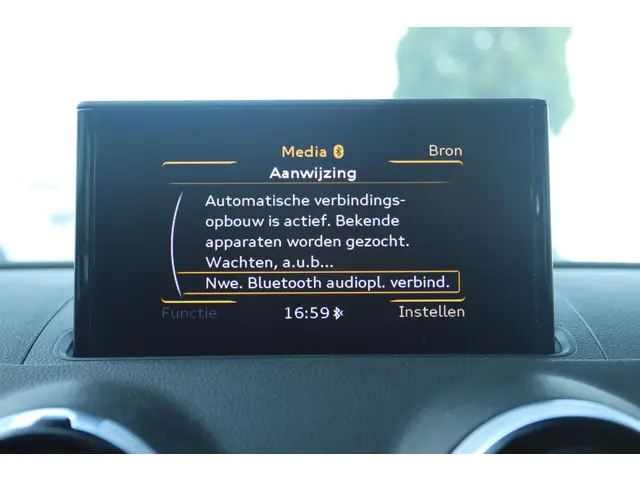 Media Bron
Aanwijzing
Automatische verbindings-
opbouw is actief. Bekende
apparaten worden gezocht.
Wachten, a.u.b...
Nwe. Bluetooth audiopl. verbind.
Functie 16:59 Instellen